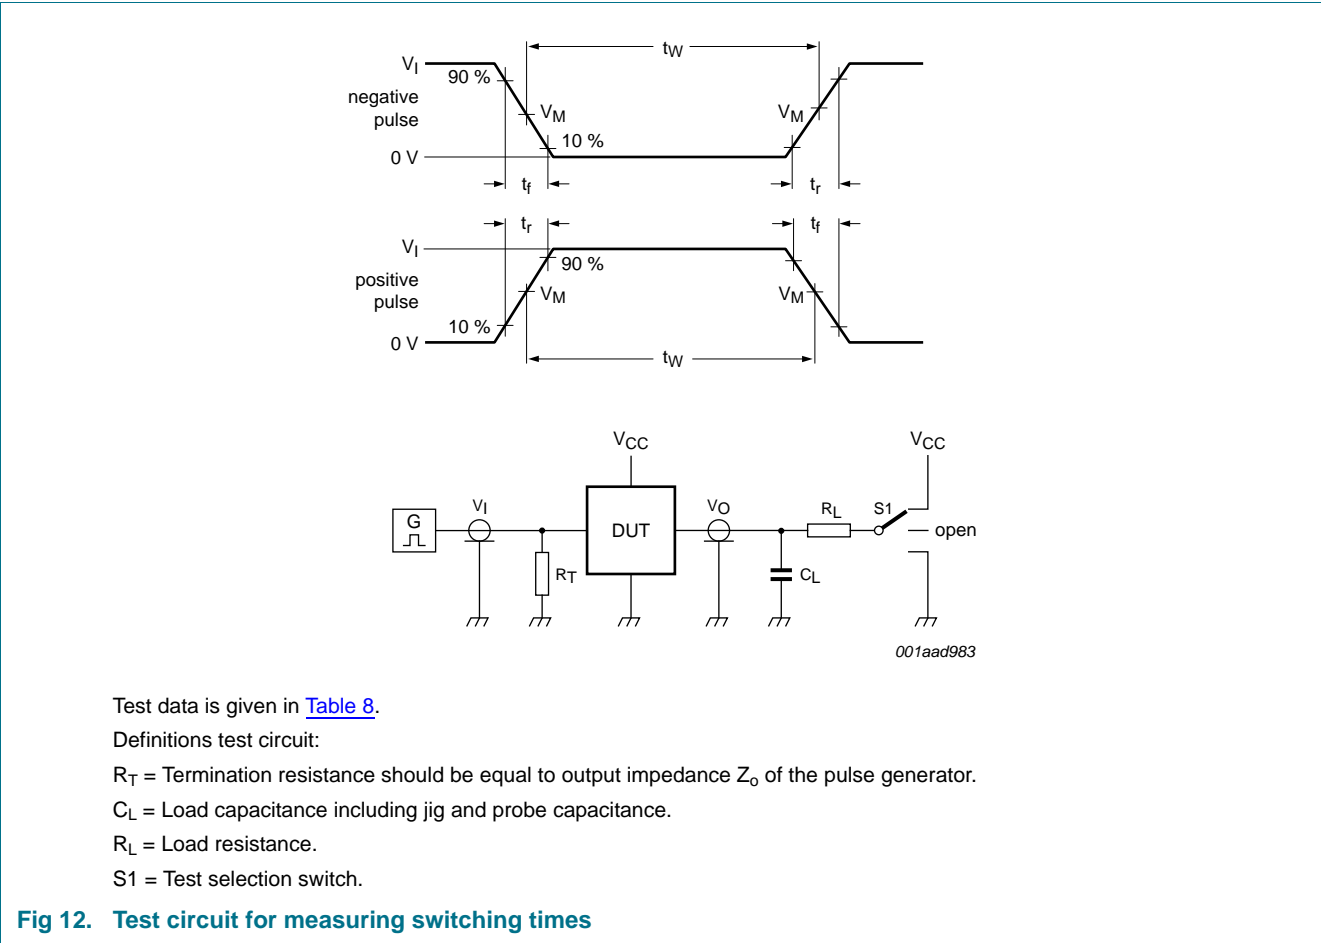 tW
VI
90 %
negative
pulse
VM
VM
10 %
0 V
tf
tr
tr
tf
VI
90 %
positive
pulse
VM
VM
10 %
0 V
tW
VCC
VCC
G
VI
DUT
VO
RL
S1
open
RT
CL
001aad983
Test data is given in Table 8.
Definitions test circuit:
RT = Termination resistance should be equal to output impedance Zo of the pulse generator.
CL = Load capacitance including jig and probe capacitance.
RL = Load resistance.
S1 = Test selection switch.
Fig 12. Test circuit for measuring switching times